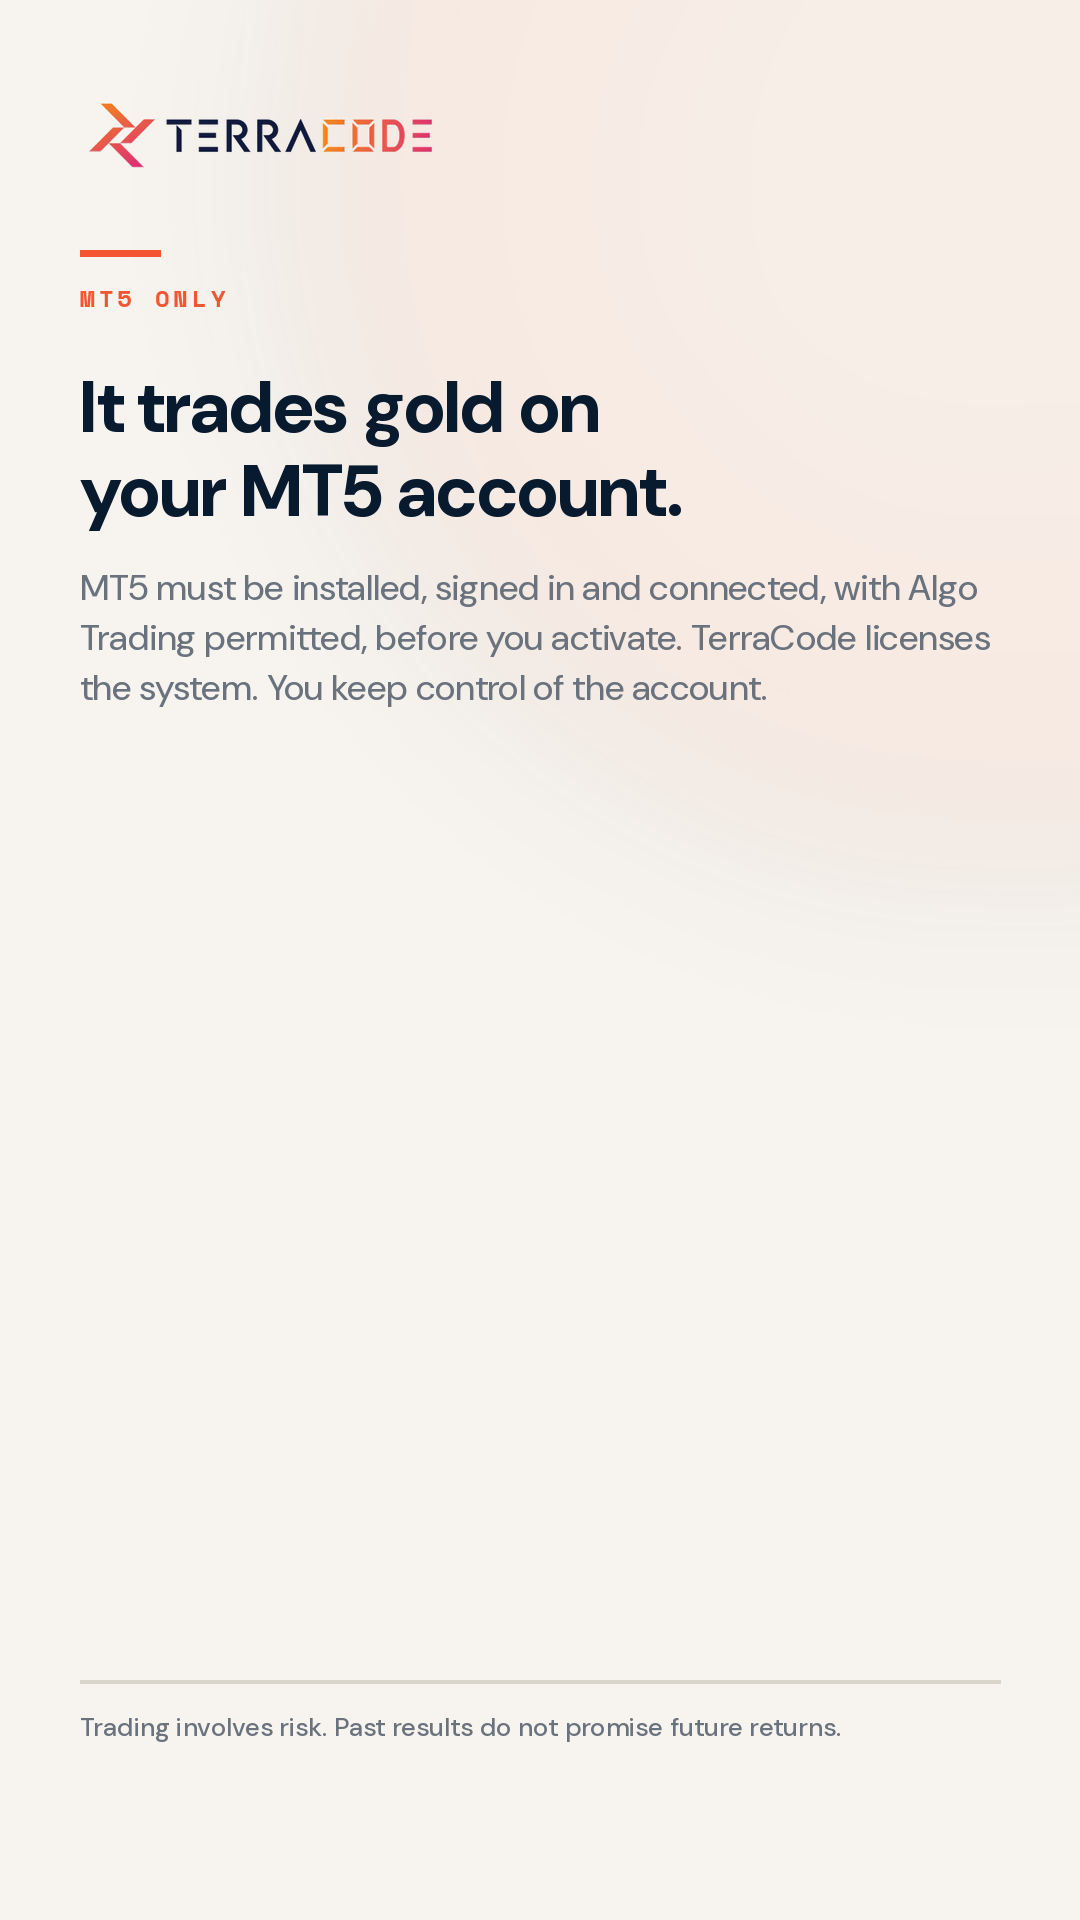 TERRACODE
MT5 ONLY
It trades gold on
your MT5 account.
MT5 must be installed, signed in and connected, with Algo
Trading permitted, before you activate. TerraCode licenses
the system. You keep control of the account.
Trading involves risk. Past results do not promise future returns.